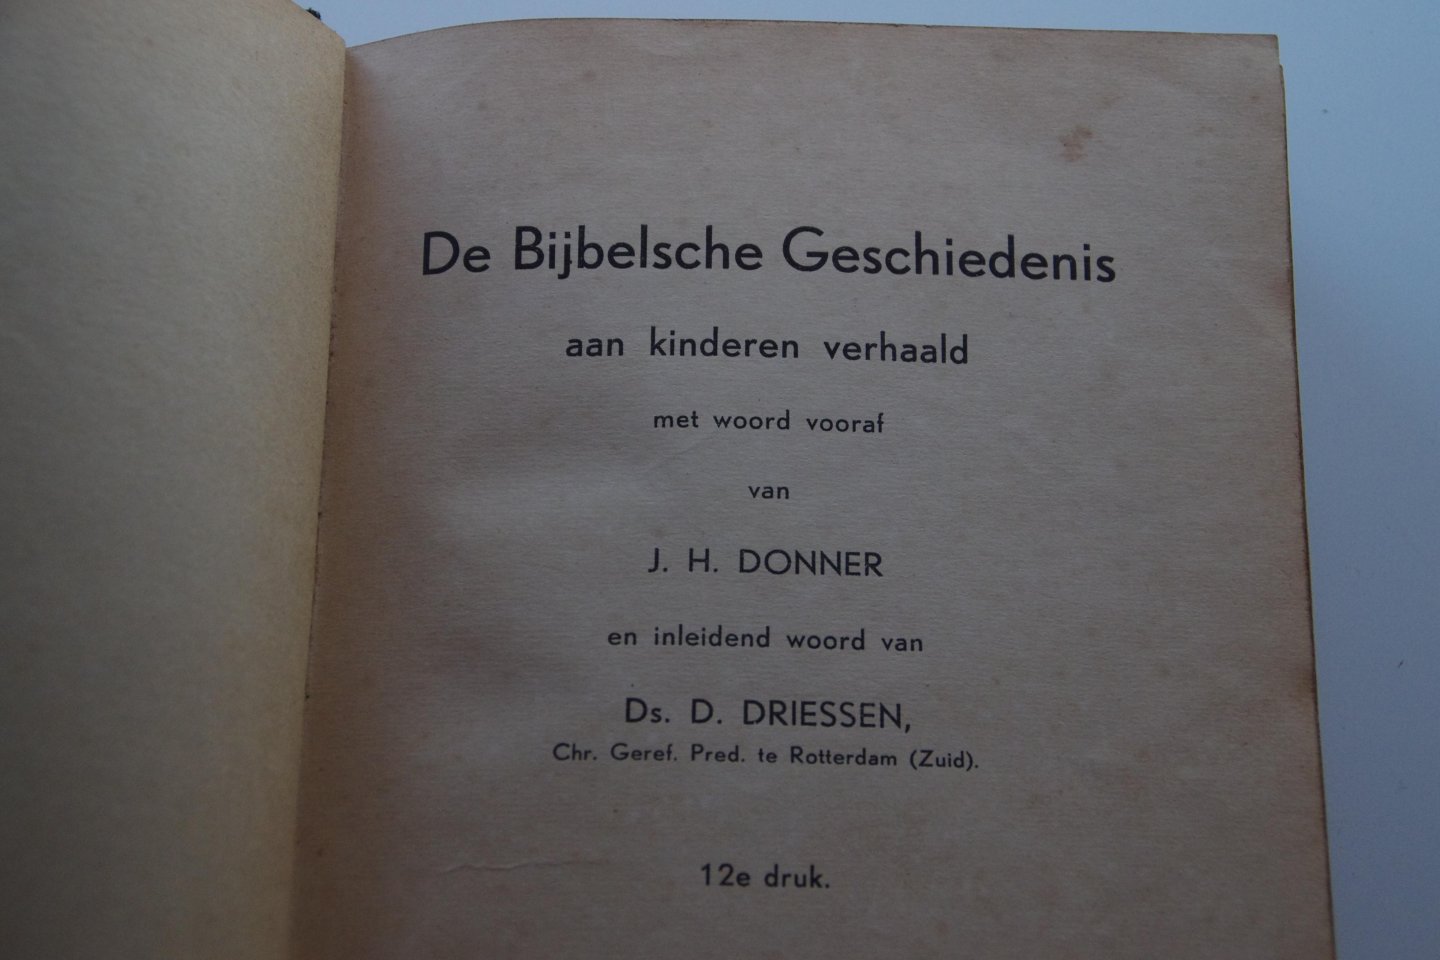 De Bijbelsche Geschiedenis
aan kinderen verhaald
met woord vooraf
van
J. H. DONNER
en inleidend woord van
Ds. D. DRIESSEN,
Chr. Geref. Pred. te Rotterdam (Zuid).
12e druk.